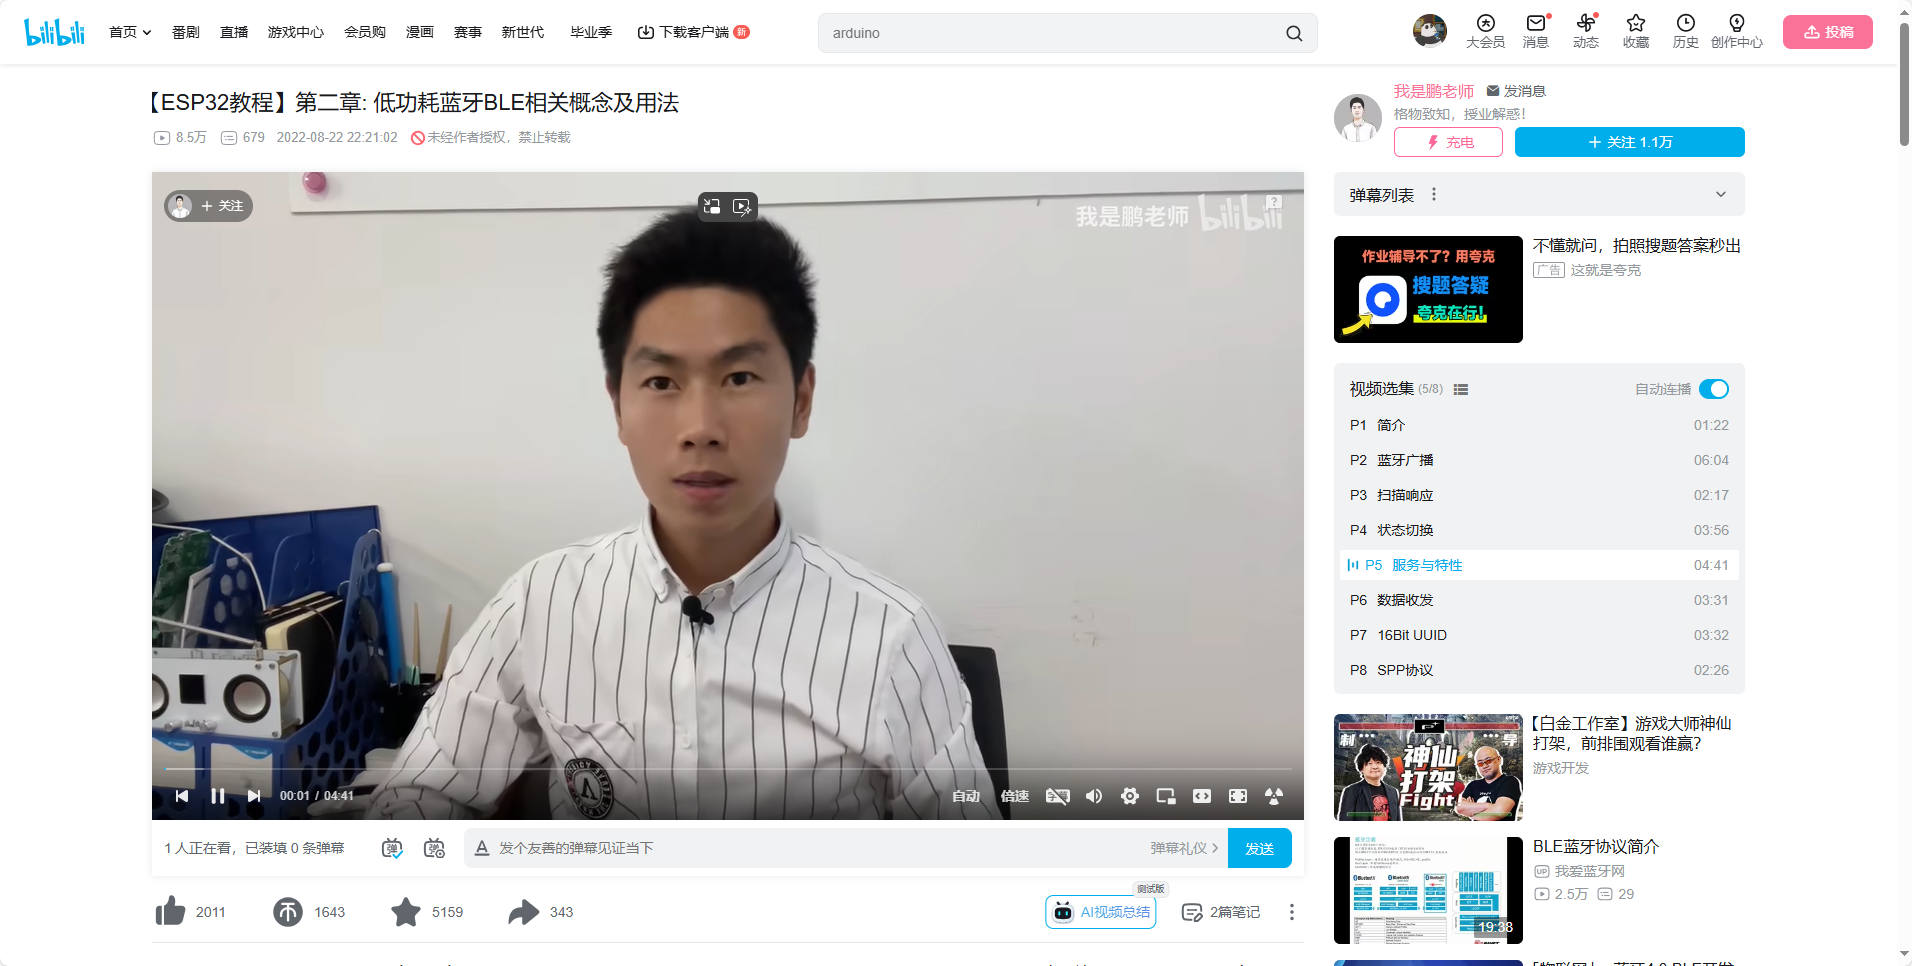 bilibili
首页
番剧
直播
游戏中心
会员购
漫画
赛事
新世代
毕业季
下载客户端
新
arduino
大会员
消息
动态
收藏
历史
创作中心
投稿
【ESP32教程】第二章: 低功耗蓝牙BLE相关概念及用法
8.5万
679
2022-08-22 22:21:02
未经作者授权，禁止转载
我是鹏老师
发消息
格物致知，授业解惑！
充电
+ 关注 1.1万
+ 关注
我是鹏老师 bilibili
00:01 / 04:41
自动
倍速
1 人正在看，已装填 0 条弹幕
发个友善的弹幕见证当下
弹幕礼仪
发送
2011
1643
5159
343
测试版
AI视频总结
2篇笔记
弹幕列表
作业辅导不了？用夸克
搜题答疑
夸克在行!
不懂就问，拍照搜题答案秒出
广告
这就是夸克
视频选集 (5/8)
自动连播
P1 简介 01:22
P2 蓝牙广播 06:04
P3 扫描响应 02:17
P4 状态切换 03:56
P5 服务与特性 04:41
P6 数据收发 03:31
P7 16Bit UUID 03:32
P8 SPP协议 02:26
制
导
神仙
打架
Fight
【白金工作室】游戏大师神仙
打架，前排围观看谁赢？
游戏开发
19:38
BLE蓝牙协议简介
UP
我爱蓝牙网
2.5万
29